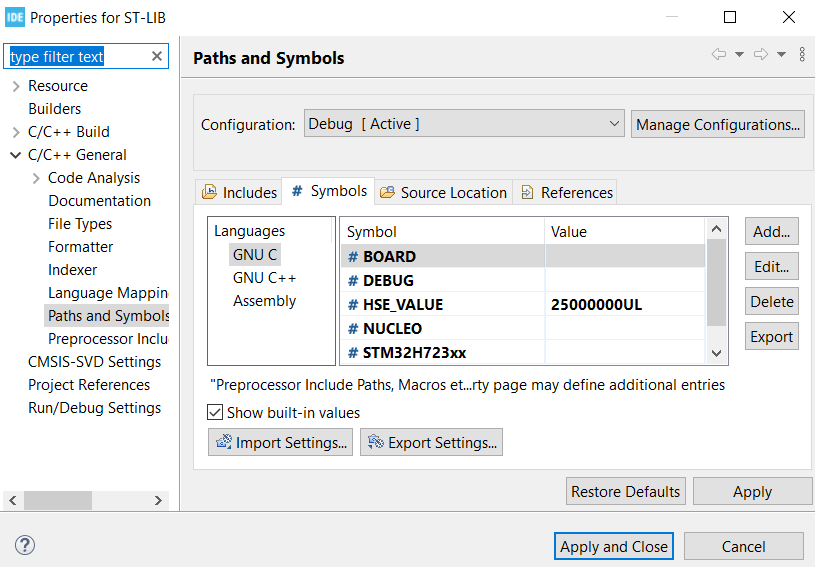 IDE Properties for ST-LIB
type filter text
Resource
Builders
C/C++ Build
C/C++ General
Code Analysis
Documentation
File Types
Formatter
Indexer
Language Mappin
Paths and Symbols
Preprocessor Inclu
CMSIS-SVD Settings
Project References
Run/Debug Settings
Paths and Symbols
Configuration: Debug [ Active ] Manage Configurations...
Includes # Symbols Source Location References
Languages
GNU C
GNU C++
Assembly
Symbol Value
# BOARD
# DEBUG
# HSE_VALUE 25000000UL
# NUCLEO
# STM32H723xx
Add...
Edit...
Delete
Export
"Preprocessor Include Paths, Macros et...rty page may define additional entries
Show built-in values
Import Settings... Export Settings...
Restore Defaults Apply
? Apply and Close Cancel